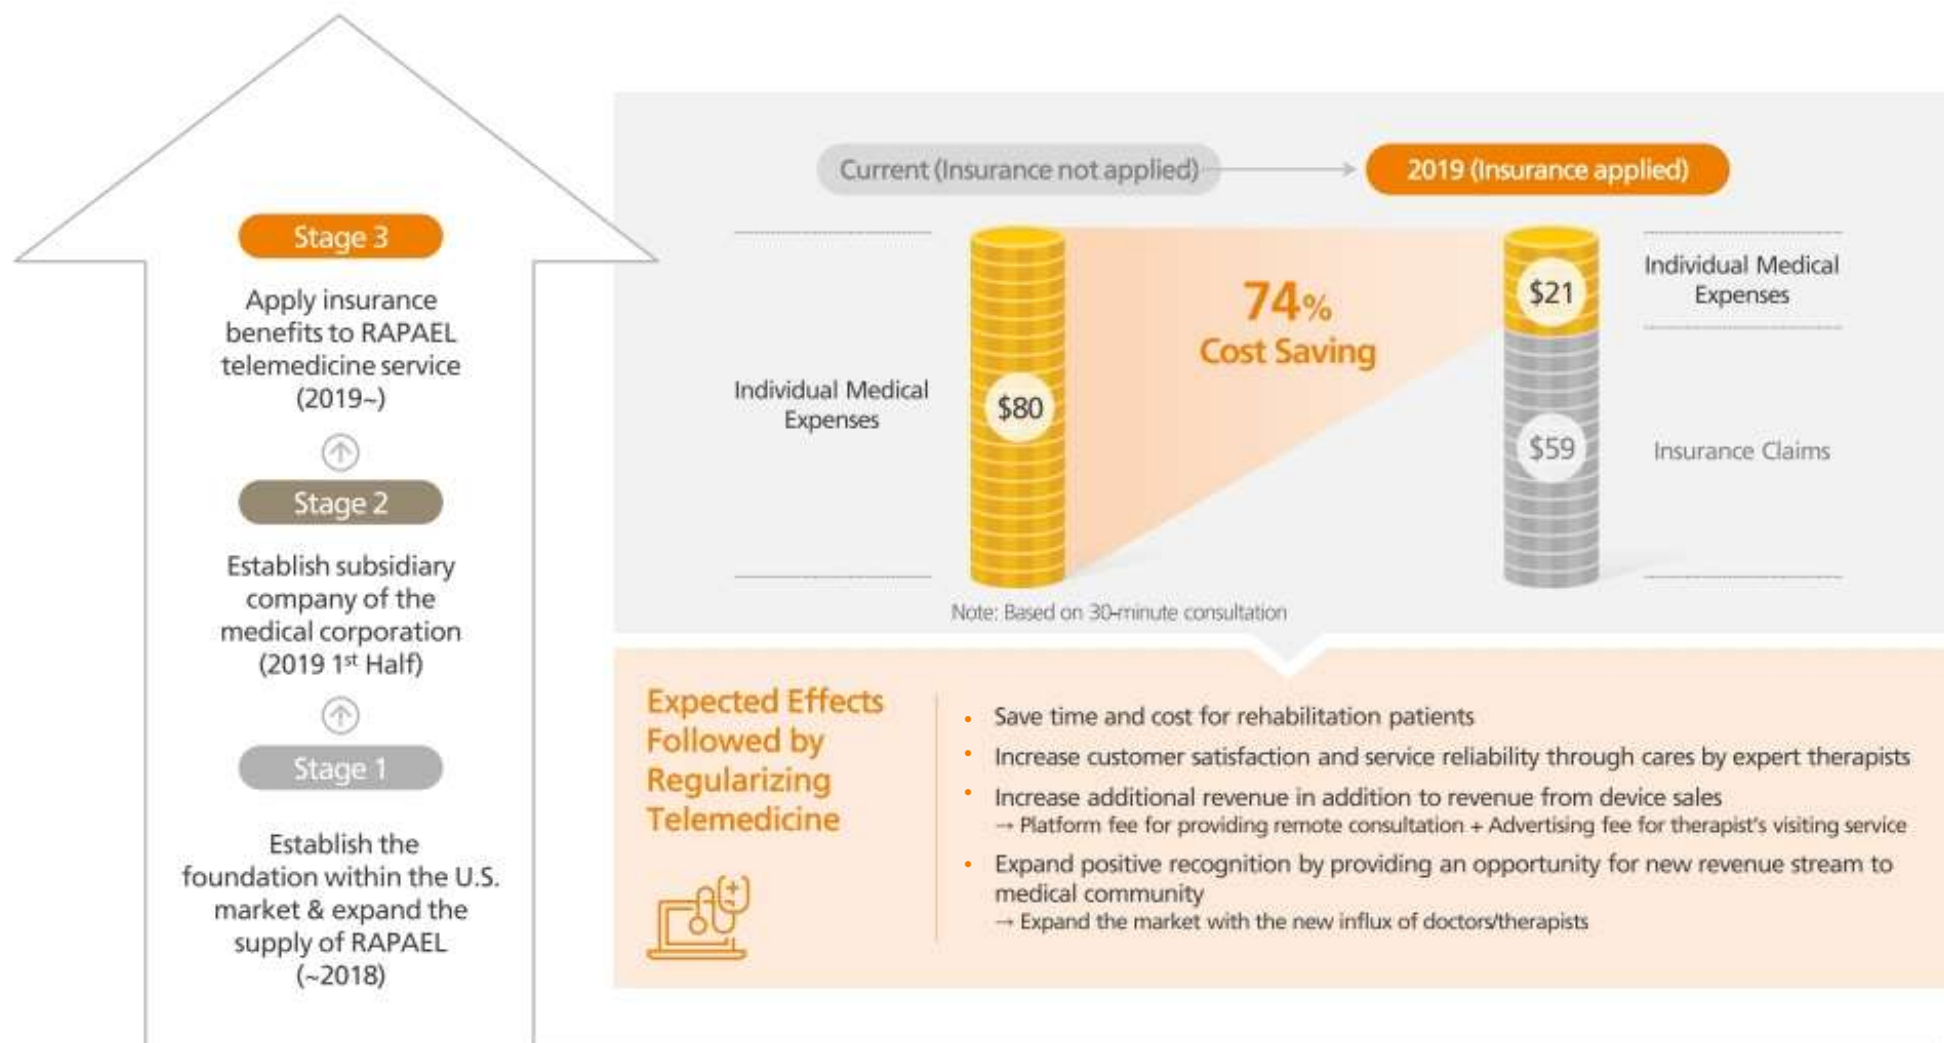 Stage 3
Apply insurance
benefits to RAPAEL
telemedicine service
(2019~)
Stage 2
Establish subsidiary
company of the
medical corporation
(2019 1st Half)
Stage 1
Establish the
foundation within the U.S.
market & expand the
supply of RAPAEL
(~2018)
Current (Insurance not applied)
2019 (Insurance applied)
Individual Medical
Expenses
$80
74%
Cost Saving
$21
Individual Medical
Expenses
$59
Insurance Claims
Note: Based on 30-minute consultation
Expected Effects
Followed by
Regularizing
Telemedicine
• Save time and cost for rehabilitation patients
• Increase customer satisfaction and service reliability through cares by expert therapists
• Increase additional revenue in addition to revenue from device sales
→ Platform fee for providing remote consultation + Advertising fee for therapist's visiting service
• Expand positive recognition by providing an opportunity for new revenue stream to
medical community
→ Expand the market with the new influx of doctors/therapists